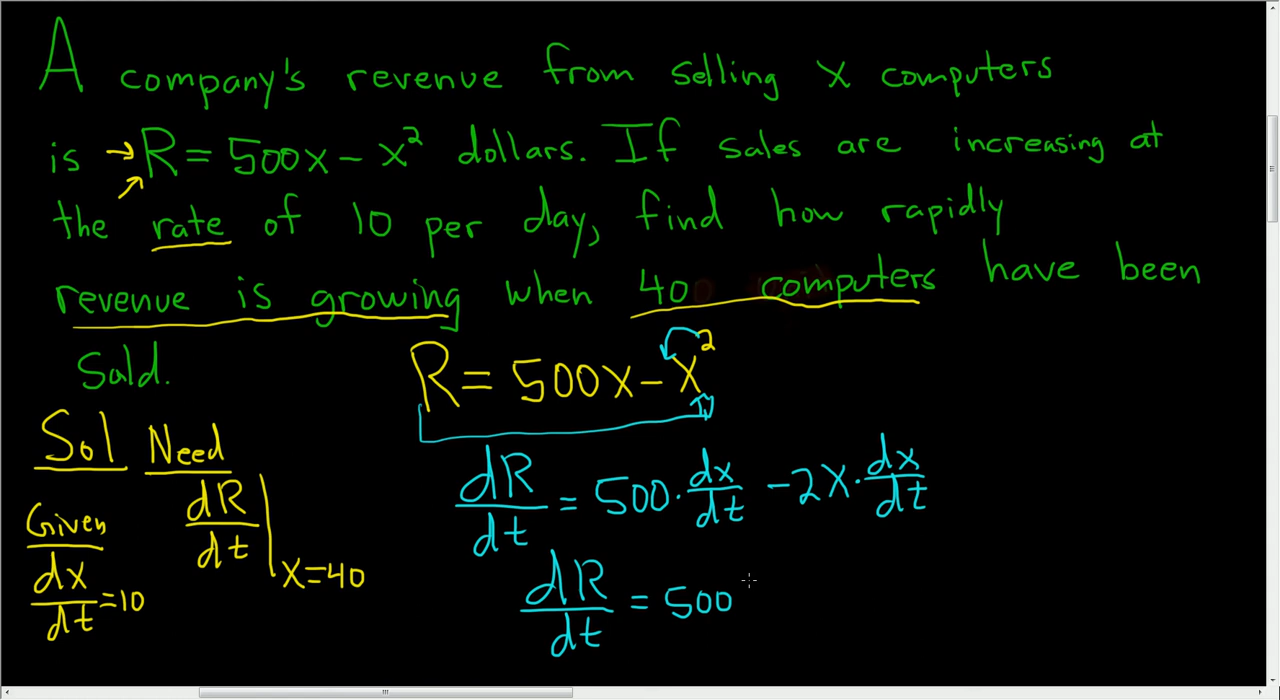 A company's revenue from selling X computers
is → R = 500x - x² dollars. If sales are increasing at
the rate of 10 per day, find how rapidly
revenue is growing when 40 computers have been
Sold.
R = 500x - x²
Sol Need
dR/dt = 500 · dx/dt - 2x · dx/dt
dR/dt | x=40
Given
dx/dt = 10
dR/dt = 500